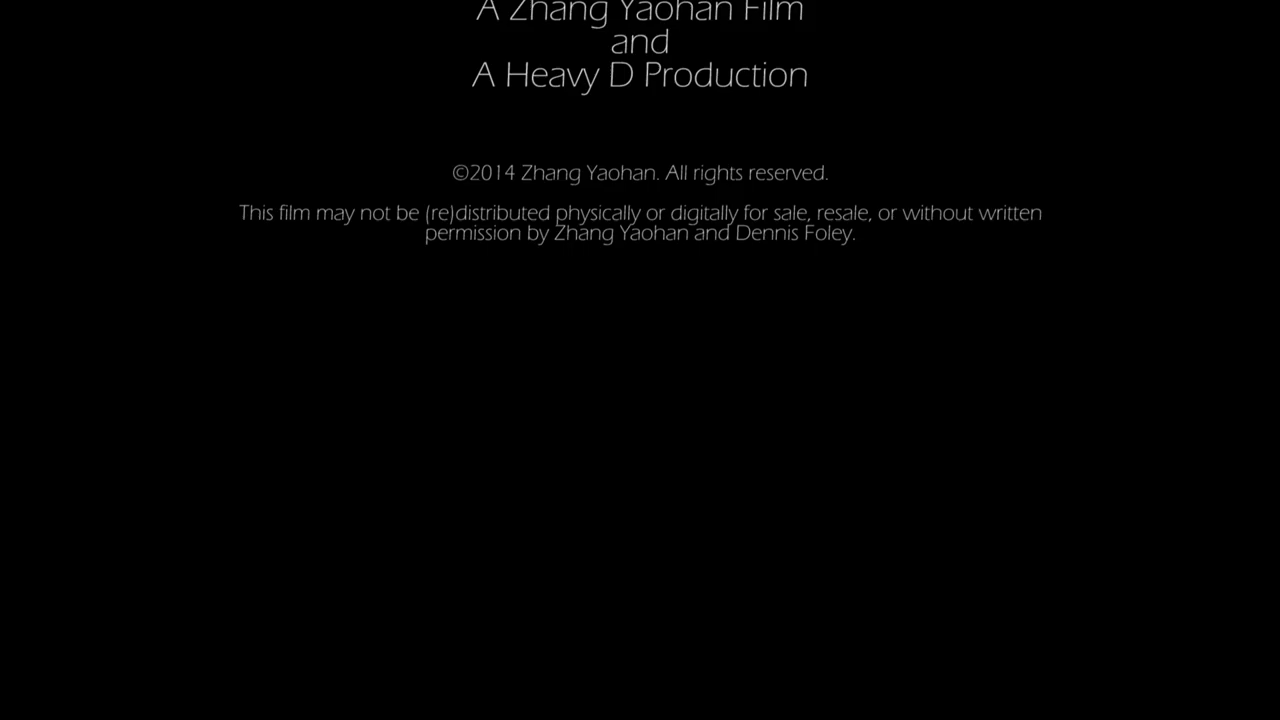 A Zhang Yaohan Film
and
A Heavy D Production
©2014 Zhang Yaohan. All rights reserved.
This film may not be (re)distributed physically or digitally for sale, resale, or without written
permission by Zhang Yaohan and Dennis Foley.